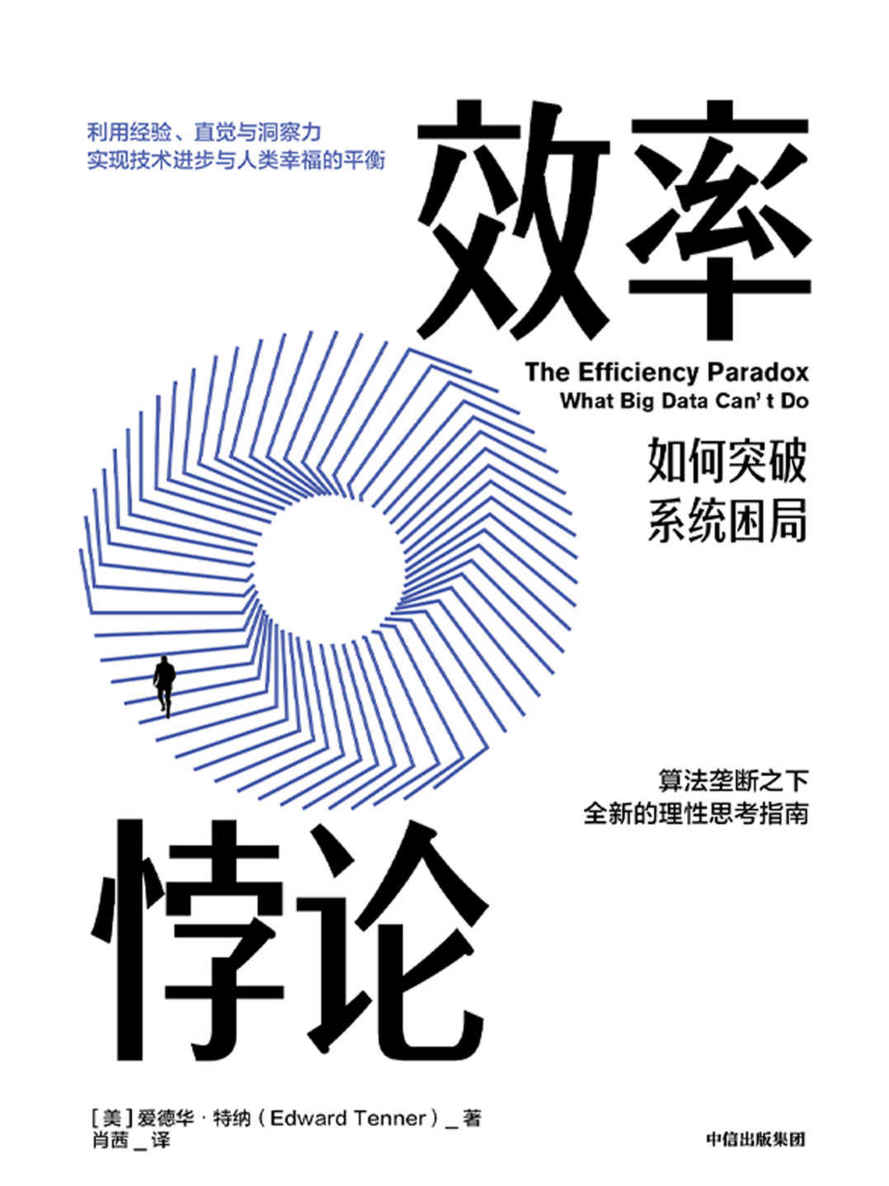 利用经验、直觉与洞察力
实现技术进步与人类幸福的平衡
效率
The Efficiency Paradox
What Big Data Can't Do
如何突破
系统困局
算法垄断之下
全新的理性思考指南
悖论
[美]爱德华·特纳（Edward Tenner）_著
肖茜_译
中信出版集团